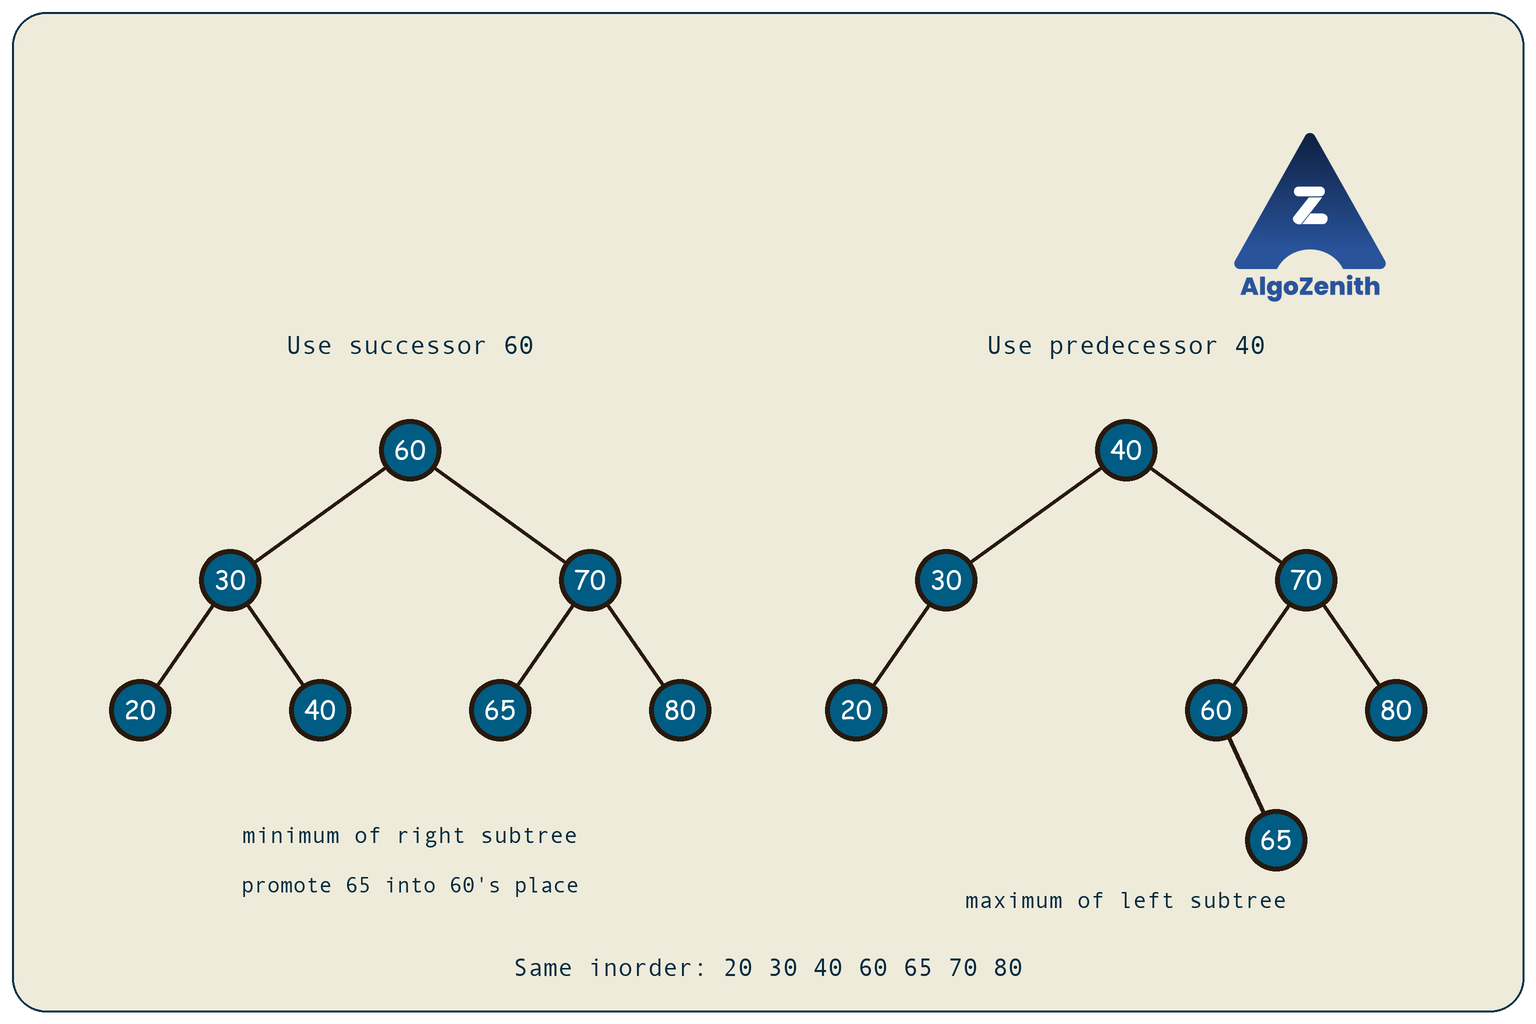 Z
AlgoZenith
Use successor 60
Use predecessor 40
60
40
30
70
30
70
20
40
65
80
20
60
80
65
minimum of right subtree
promote 65 into 60's place
maximum of left subtree
Same inorder: 20 30 40 60 65 70 80